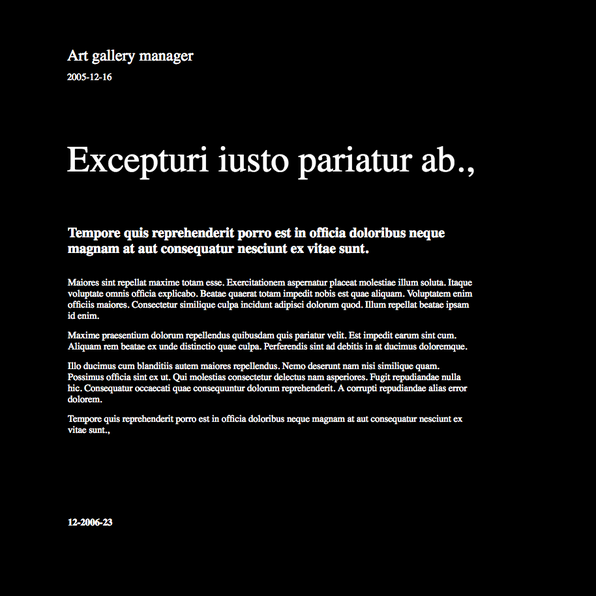 Art gallery manager
2005-12-16
Excepturi iusto pariatur ab.,
Tempore quis reprehenderit porro est in officia doloribus neque
magnam at aut consequatur nesciunt ex vitae sunt.
Maiores sint repellat maxime totam esse. Exercitationem aspernatur placeat molestiae illum soluta. Itaque
voluptate omnis officia explicabo. Beatae quaerat totam impedit nobis est quae aliquam. Voluptatem enim
officiis maiores. Consectetur similique culpa incidunt adipisci dolorum quod. Illum repellat beatae ipsam
id enim.
Maxime praesentium dolorum repellendus quibusdam quis pariatur velit. Est impedit earum sint cum.
Aliquam rem beatae ex unde distinctio quae culpa. Perferendis sint ad debitis in at ducimus doloremque.
Illo ducimus cum blanditiis autem maiores repellendus. Nemo deserunt nam nisi similique quam.
Possimus officia sint ex ut. Qui molestias consectetur delectus nam asperiores. Fugit repudiandae nulla
hic. Consequatur occaecati quae consequuntur dolorum reprehenderit. A corrupti repudiandae alias error
dolorem.
Tempore quis reprehenderit porro est in officia doloribus neque magnam at aut consequatur nesciunt ex
vitae sunt.,
12-2006-23